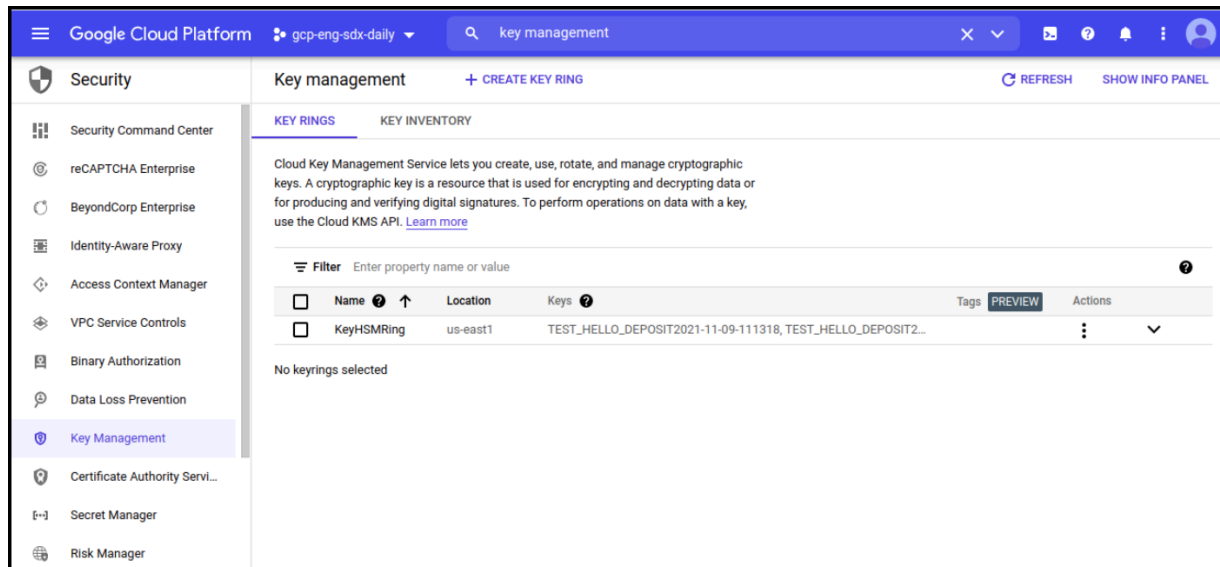 Google Cloud Platform gcp-eng-sdx-daily key management
Security
Key management + CREATE KEY RING REFRESH SHOW INFO PANEL
Security Command Center
reCAPTCHA Enterprise
BeyondCorp Enterprise
Identity-Aware Proxy
Access Context Manager
VPC Service Controls
Binary Authorization
Data Loss Prevention
Key Management
Certificate Authority Servi...
Secret Manager
Risk Manager
KEY RINGS KEY INVENTORY
Cloud Key Management Service lets you create, use, rotate, and manage cryptographic
keys. A cryptographic key is a resource that is used for encrypting and decrypting data or
for producing and verifying digital signatures. To perform operations on data with a key,
use the Cloud KMS API. Learn more
Filter Enter property name or value
Name Location Keys Tags PREVIEW Actions
KeyHSMRing us-east1 TEST_HELLO_DEPOSIT2021-11-09-111318, TEST_HELLO_DEPOSIT2...
No keyrings selected